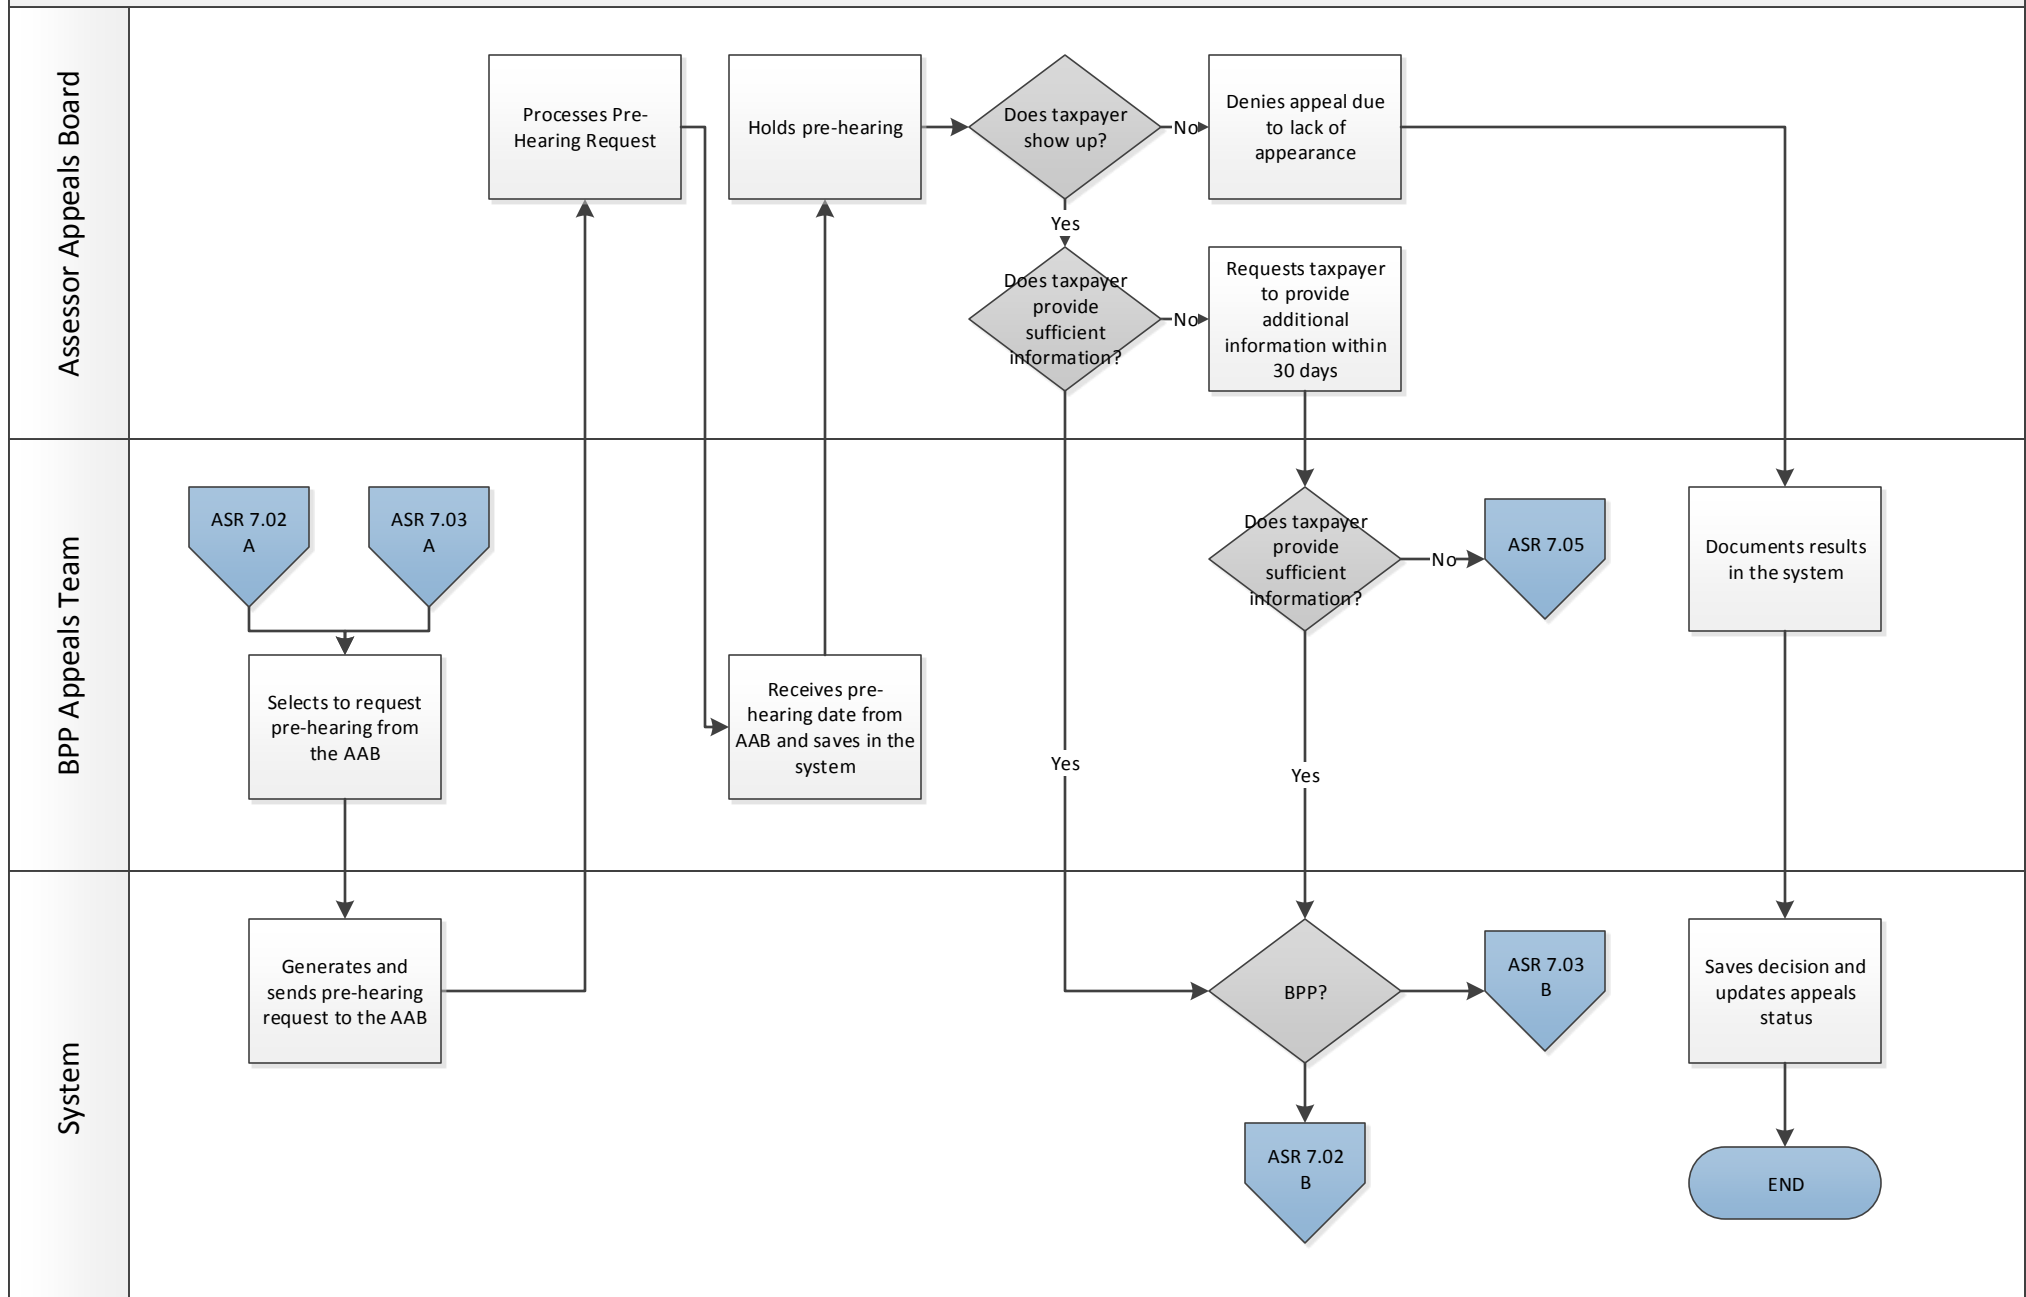 Assessor Appeals Board
Processes Pre-
Hearing Request
Holds pre-hearing
Does taxpayer
show up?
No
Denies appeal due
to lack of
appearance
Yes
Does taxpayer
provide
sufficient
information?
No
Requests taxpayer
to provide
additional
information within
30 days
BPP Appeals Team
ASR 7.02
A
ASR 7.03
A
Selects to request
pre-hearing from
the AAB
Receives pre-
hearing date from
AAB and saves in the
system
Yes
Does taxpayer
provide
sufficient
information?
No
ASR 7.05
Yes
Documents results
in the system
System
Generates and
sends pre-hearing
request to the AAB
BPP?
ASR 7.03
B
ASR 7.02
B
Saves decision and
updates appeals
status
END